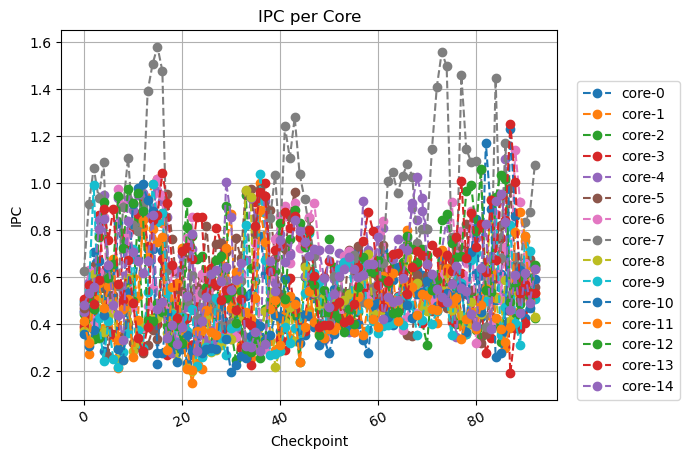 IPC per Core
1.6
1.4
1.2
1.0
0.8
0.6
0.4
0.2
IPC
0
20
40
60
80
Checkpoint
core-0
core-1
core-2
core-3
core-4
core-5
core-6
core-7
core-8
core-9
core-10
core-11
core-12
core-13
core-14